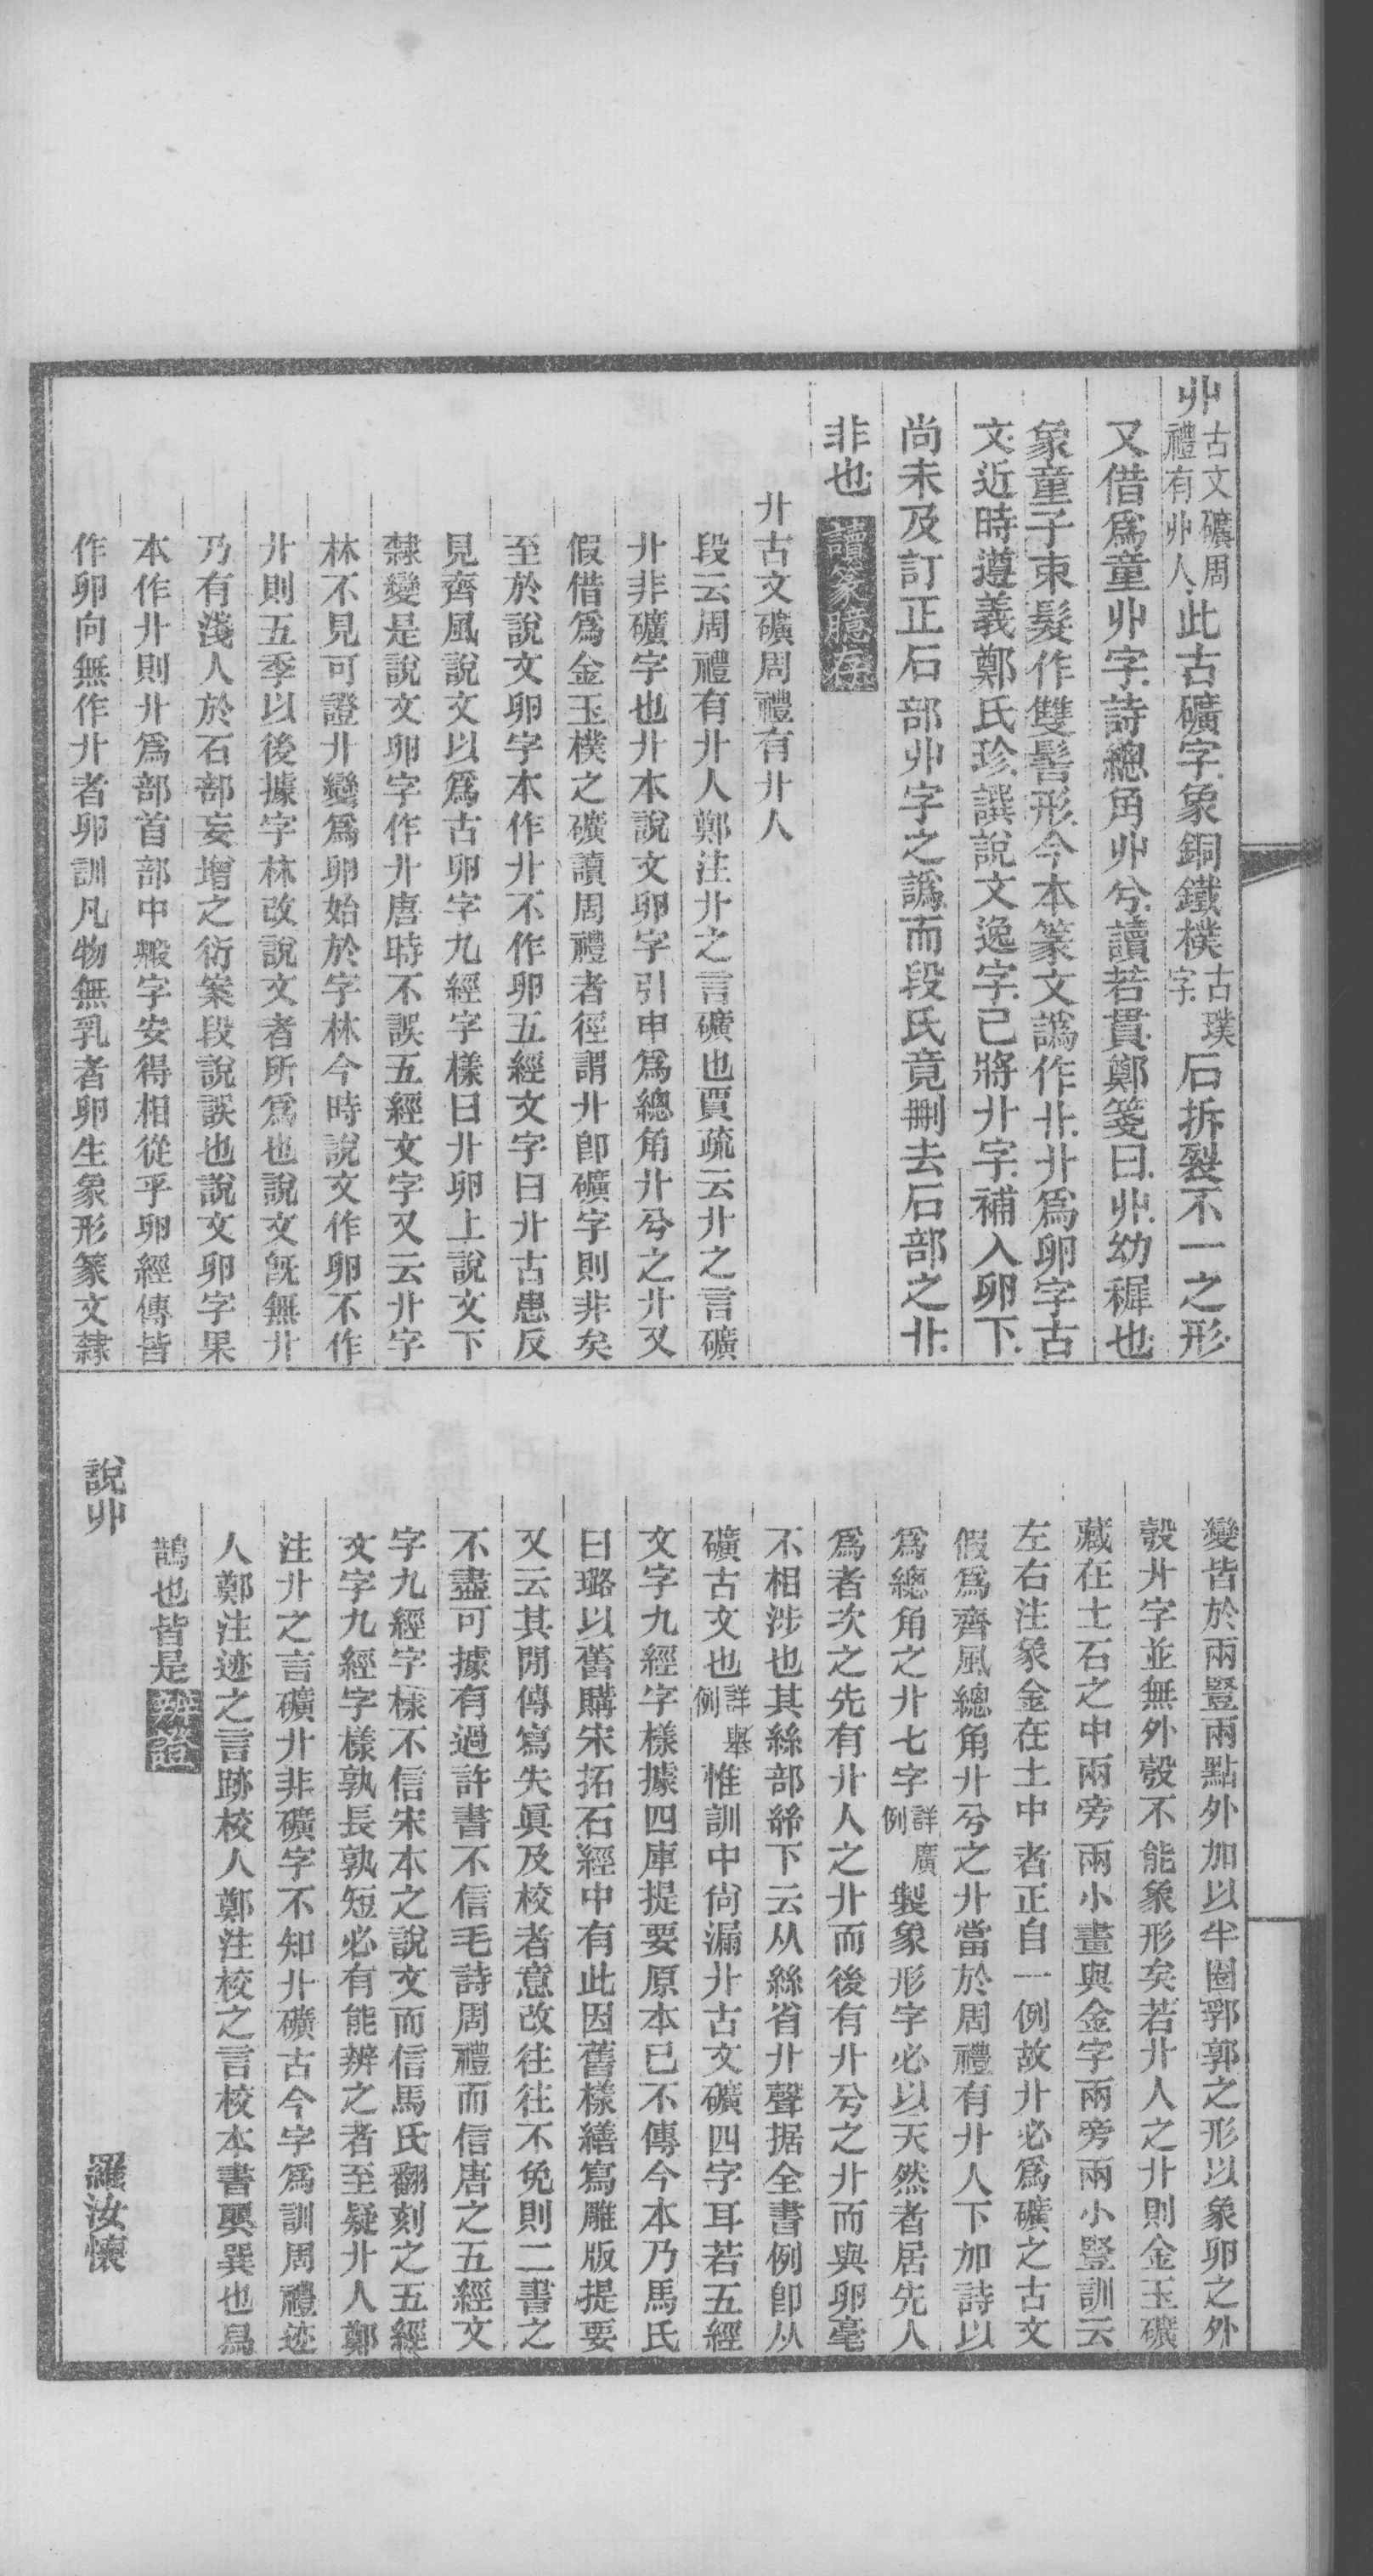 丱古文礦周禮有丱人此古礦字象銅鐵樸古璞字石拆裂不一之形
又借爲童丱字詩總角丱兮讀若貫鄭箋曰丱幼穉也
象童子束髮作雙髻形今本篆文譌作卝卝爲卵字古
文近時遵義鄭氏珍譔說文逸字已將卝字補入卵下
尚未及訂正石部丱字之譌而段氏竟刪去石部之卝
非也讀篆臆存
卝古文礦周禮有卝人
段云周禮有卝人鄭注卝之言礦也賈疏云卝之言礦
卝非礦字也卝本說文卵字引申爲總角卝兮之卝又
假借爲金玉樸之礦讀周禮者徑謂卝卽礦字則非矣
至於說文卵字本作卝不作卵五經文字曰卝古患反
見齊風說文以爲古卵字九經字樣曰卝卵上說文下
隸變是說文卵字作卝唐時不誤五經文字又云卝字
林不見可證卝變爲卵始於字林今時說文作卵不作
卝則五季以後據字林改說文者所爲也說文旣無卝
乃有淺人於石部妄增之衍案段說誤也說文卵字果
本作卝則卝爲部首部中毈字安得相從乎卵經傳皆
作卵向無作卝者卵訓凡物無乳者卵生象形篆文隸
變皆於兩豎兩點外加以半圈郛郭之形以象卵之外
彀卝字並無外彀不能象形矣若卝人之卝則金玉礦
藏在土石之中兩旁兩小畫與金字兩旁兩小豎訓云
左右注象金在土中者正自一例故卝必爲礦之古文
假爲齊風總角卝兮之卝當於周禮有卝人下加詩以
爲總角之卝七字詳廣例製象形字必以天然者居先人
爲者次之先有卝人之卝而後有卝兮之卝而與卵毫
不相涉也其絲部䋪下云从絲省卝聲据全書例卽从
礦古文也詳舉例惟訓中尙漏卝古文礦四字耳若五經
文字九經字樣據四庫提要原本已不傳今本乃馬氏
曰璐以舊購宋拓石經中有此因舊樣繕寫雕版提要
又云其閒傳寫失眞及校者意改往往不免則二書之
不盡可據有過許書不信毛詩周禮而信唐之五經文
字九經字樣不信宋本之說文而信馬氏翻刻之五經
文字九經字樣孰長孰短必有能辨之者至疑卝人鄭
注卝之言礦卝非礦字不知卝礦古今字爲訓周禮迹
人鄭注迹之言跡校人鄭注校之言校本書巽巺也舄
鵲也皆是辨證
說丱　羅汝懷